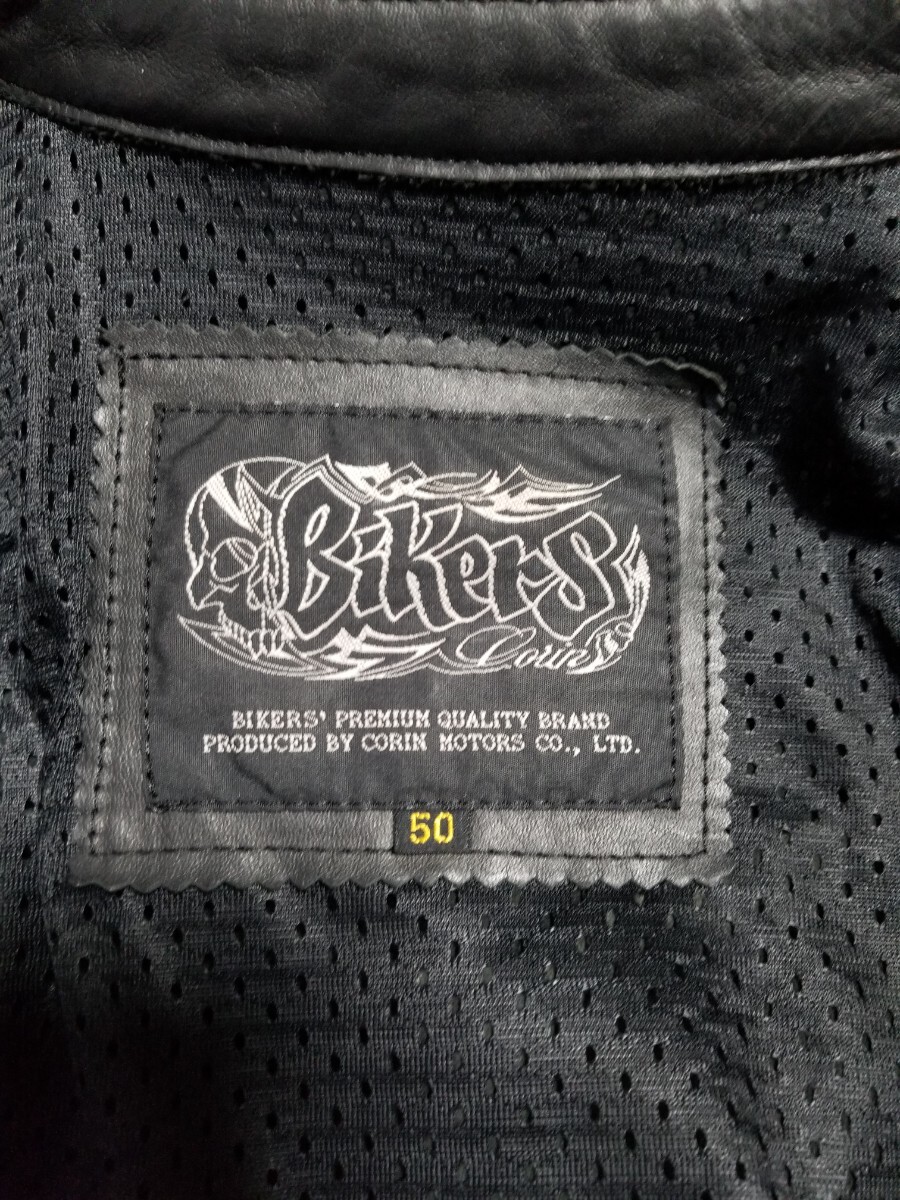 Bikers
Corin
BIKERS' PREMIUM QUALITY BRAND
PRODUCED BY CORIN MOTORS CO., LTD.
50